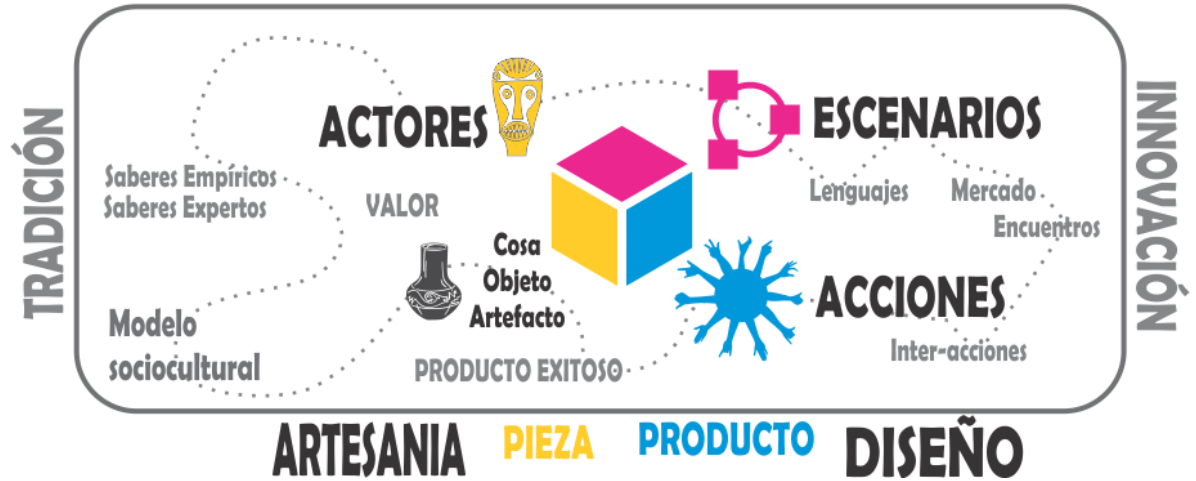 TRADICIÓN
ACTORES
ESCENARIOS
INNOVACIÓN
Saberes Empíricos
Saberes Expertos
VALOR
Lenguajes
Mercado
Encuentros
Cosa
Objeto
Artefacto
ACCIONES
Modelo
sociocultural
PRODUCTO EXITOSO
Inter-acciones
ARTESANIA
PIEZA
PRODUCTO
DISEÑO